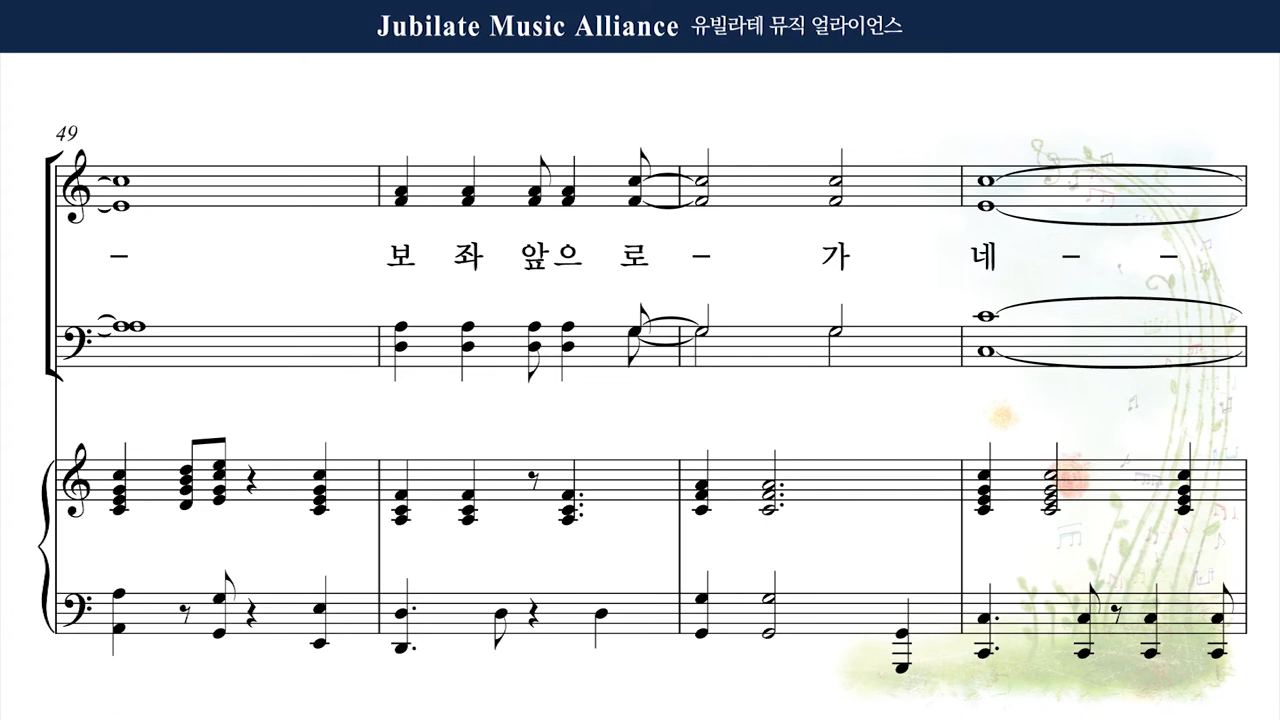 Jubilate Music Alliance 유빌라테 뮤직 얼라이언스
49
– 보 좌 앞 으 로 – 가 네 – –